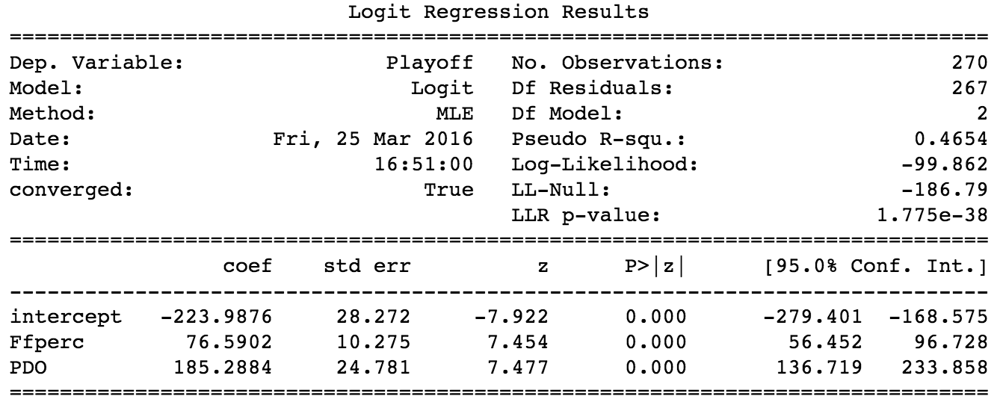 Logit Regression Results
==============================================================================
Dep. Variable:                Playoff   No. Observations:                  270
Model:                          Logit   Df Residuals:                      267
Method:                           MLE   Df Model:                            2
Date:                Fri, 25 Mar 2016   Pseudo R-squ.:                  0.4654
Time:                        16:51:00   Log-Likelihood:                -99.862
converged:                       True   LL-Null:                       -186.79
                                        LLR p-value:                 1.775e-38
==============================================================================
                 coef    std err          z      P>|z|      [95.0% Conf. Int.]
------------------------------------------------------------------------------
intercept   -223.9876     28.272     -7.922      0.000      -279.401  -168.575
Ffperc        76.5902     10.275      7.454      0.000        56.452    96.728
PDO          185.2884     24.781      7.477      0.000       136.719   233.858
==============================================================================